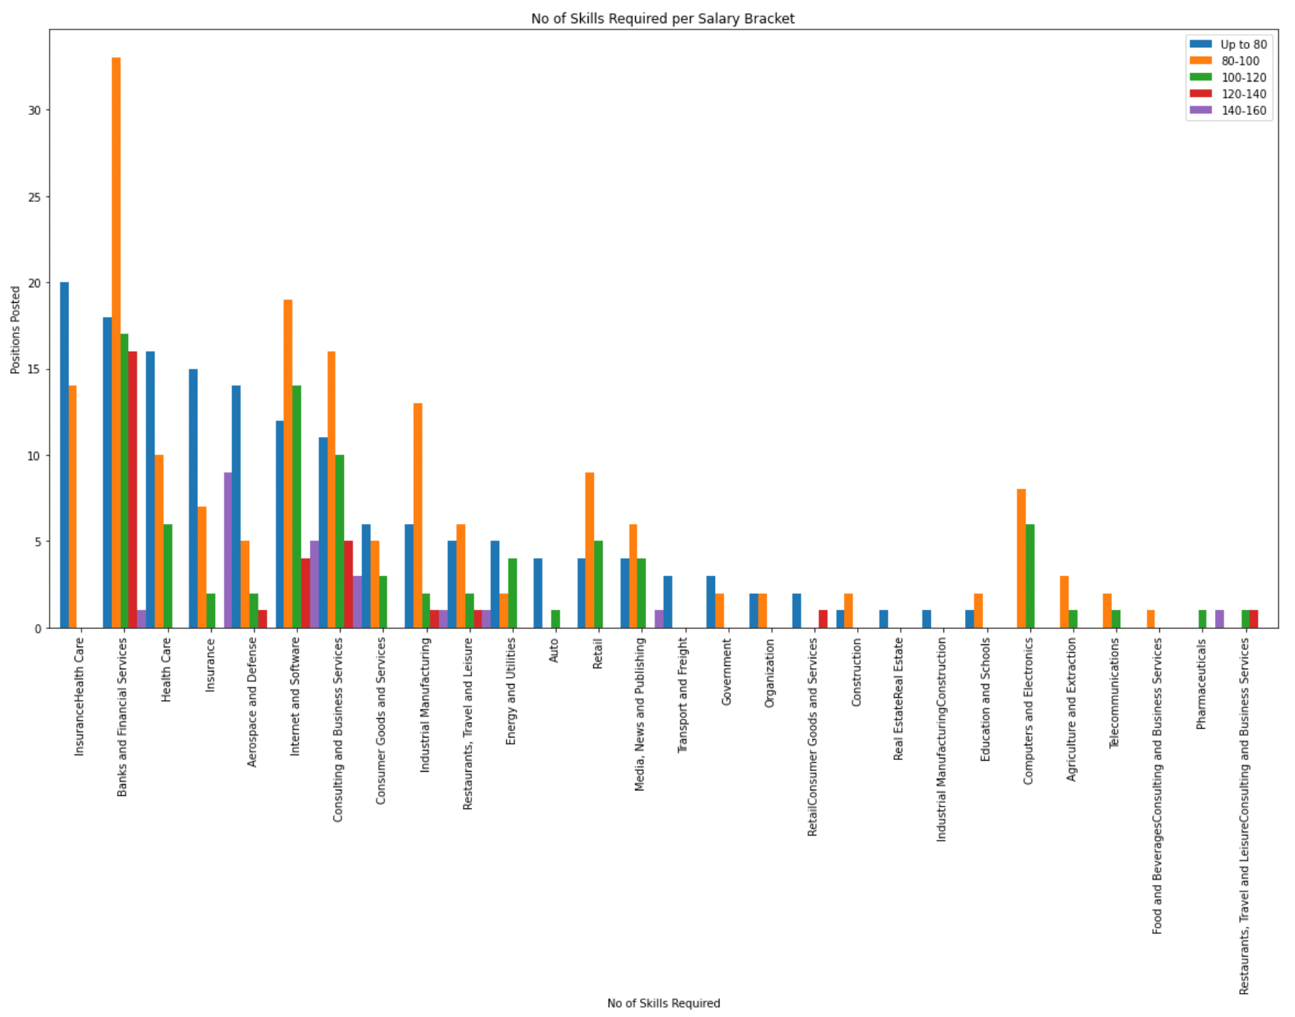 No of Skills Required per Salary Bracket
Up to 80
80-100
100-120
120-140
140-160
Positions Posted
30
25
20
15
10
5
0
InsuranceHealth Care
Banks and Financial Services
Health Care
Insurance
Aerospace and Defense
Internet and Software
Consulting and Business Services
Consumer Goods and Services
Industrial Manufacturing
Restaurants, Travel and Leisure
Energy and Utilities
Auto
Retail
Media, News and Publishing
Transport and Freight
Government
Organization
RetailConsumer Goods and Services
Construction
Real EstateReal Estate
Industrial ManufacturingConstruction
Education and Schools
Computers and Electronics
Agriculture and Extraction
Telecommunications
Food and BeveragesConsulting and Business Services
Pharmaceuticals
Restaurants, Travel and LeisureConsulting and Business Services
No of Skills Required